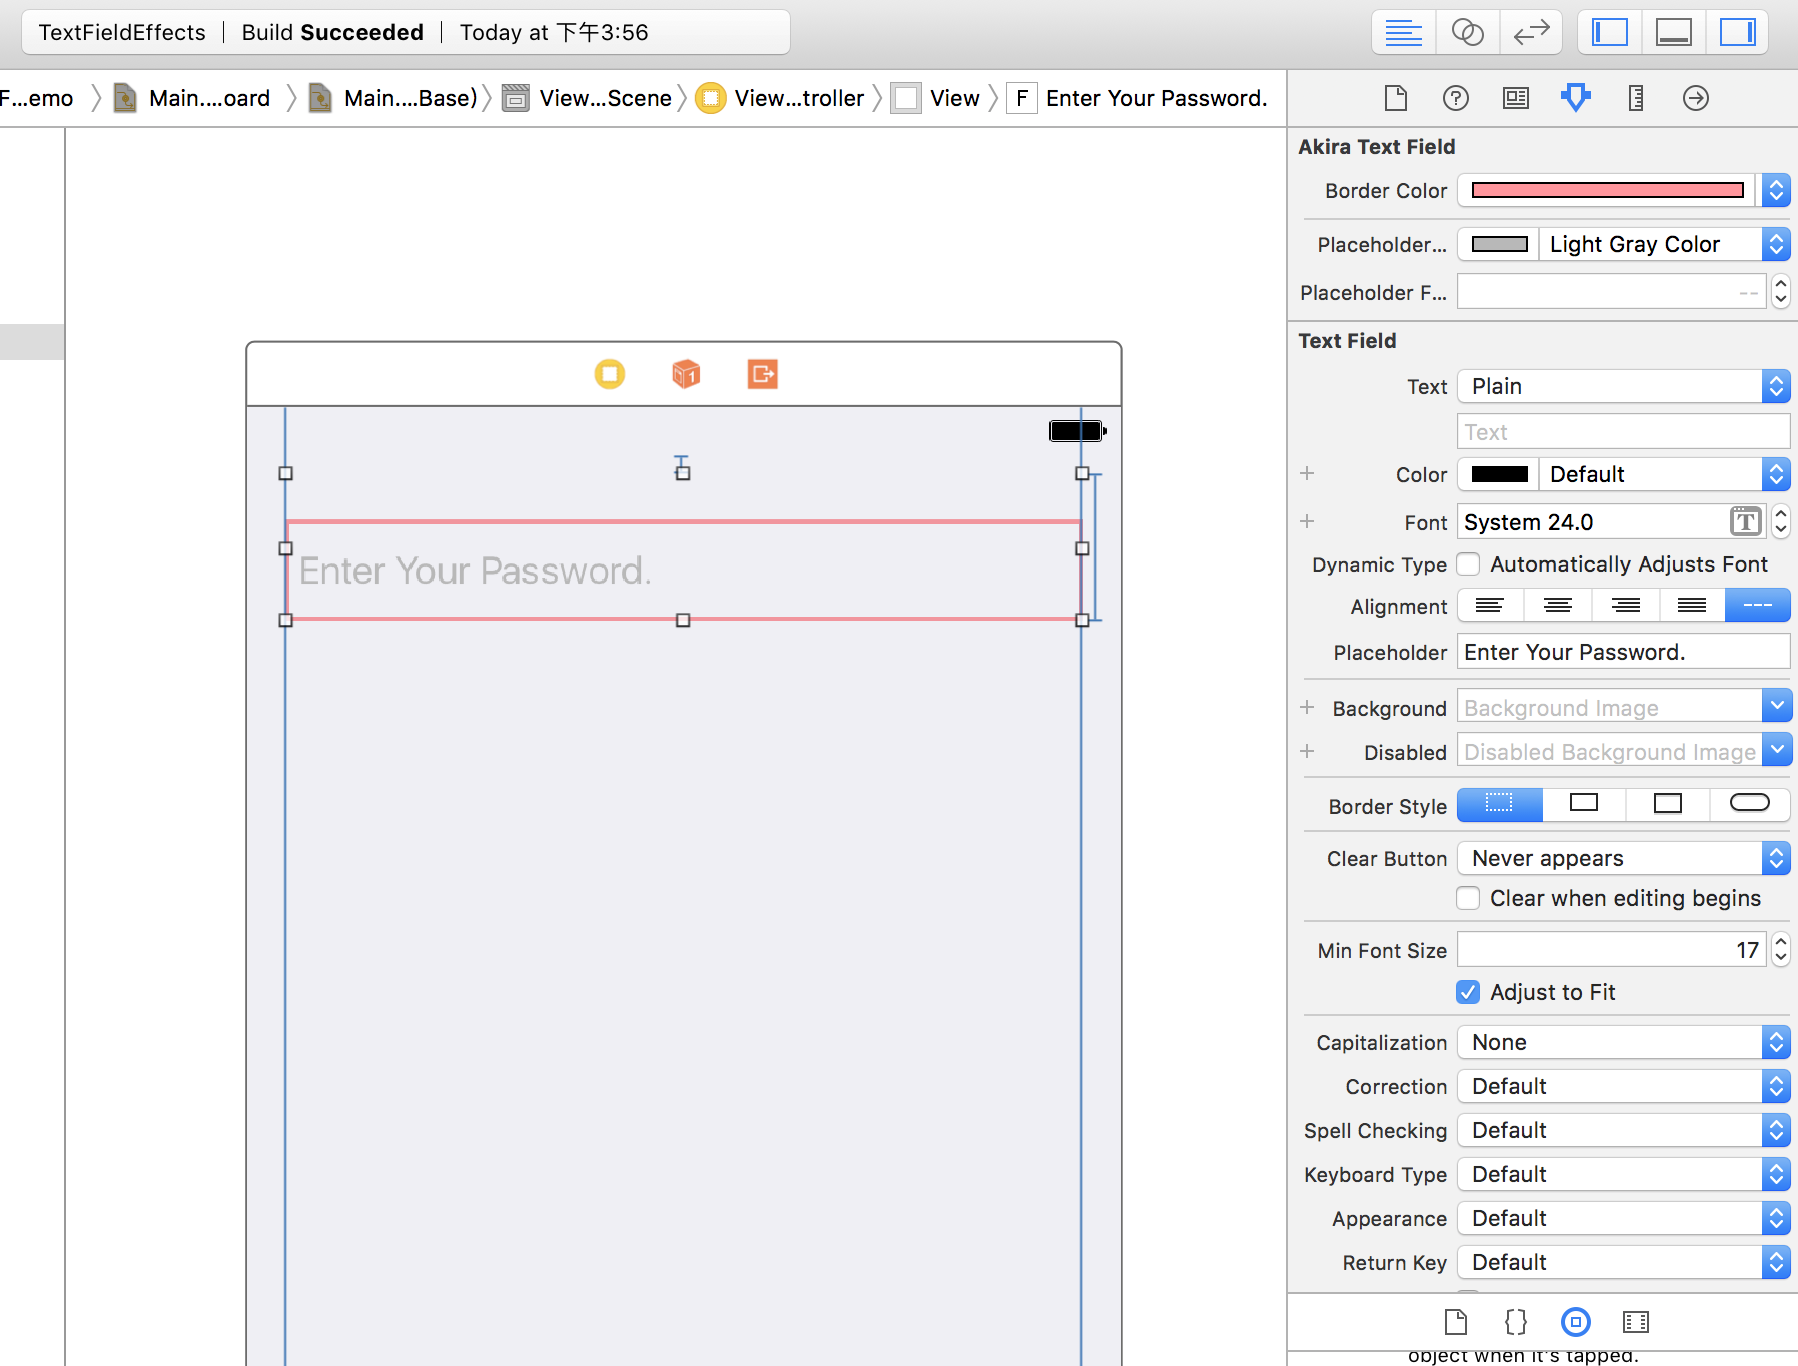 TextFieldEffects | Build Succeeded | Today at 下午3:56
F...emo Main....oard Main....Base) View...Scene View...troller View F Enter Your Password.
Enter Your Password.
Akira Text Field
Border Color
Placeholder... Light Gray Color
Placeholder F... --
Text Field
Text Plain
Text
+ Color Default
+ Font System 24.0 T
Dynamic Type Automatically Adjusts Font
Alignment ---
Placeholder Enter Your Password.
+ Background Background Image
+ Disabled Disabled Background Image
Border Style
Clear Button Never appears
Clear when editing begins
Min Font Size 17
Adjust to Fit
Capitalization None
Correction Default
Spell Checking Default
Keyboard Type Default
Appearance Default
Return Key Default
object when it's tapped.